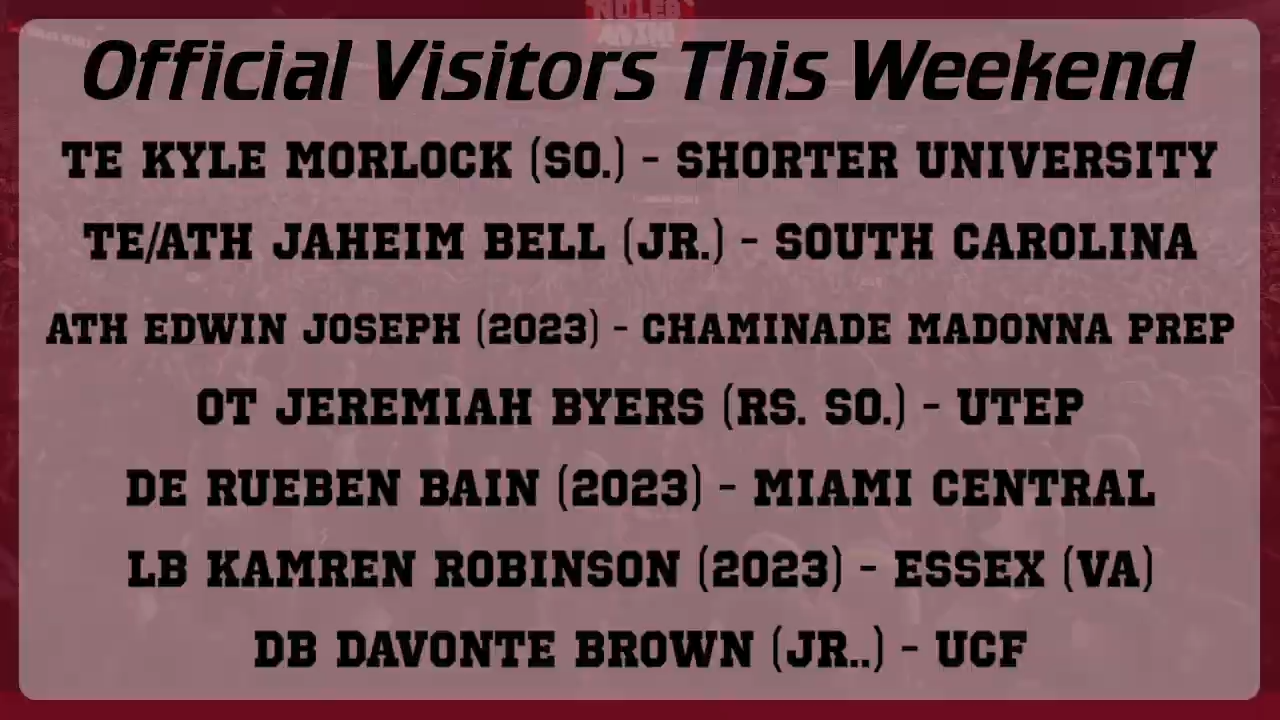 Official Visitors This Weekend
TE KYLE MORLOCK (SO.) - SHORTER UNIVERSITY
TE/ATH JAHEIM BELL (JR.) - SOUTH CAROLINA
ATH EDWIN JOSEPH (2023) - CHAMINADE MADONNA PREP
OT JEREMIAH BYERS (RS. SO.) - UTEP
DE RUEBEN BAIN (2023) - MIAMI CENTRAL
LB KAMREN ROBINSON (2023) - ESSEX (VA)
DB DAVONTE BROWN (JR..) - UCF